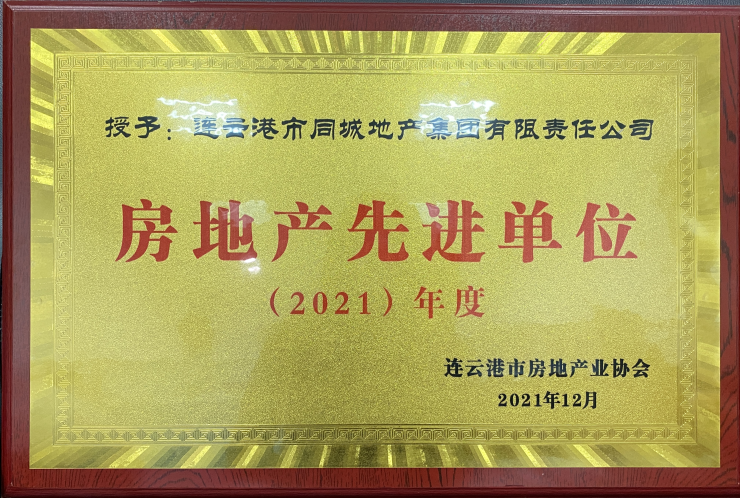 授予：连云港市同城地产集团有限责任公司
房地产先进单位
（2021）年度
连云港市房地产业协会
2021年12月